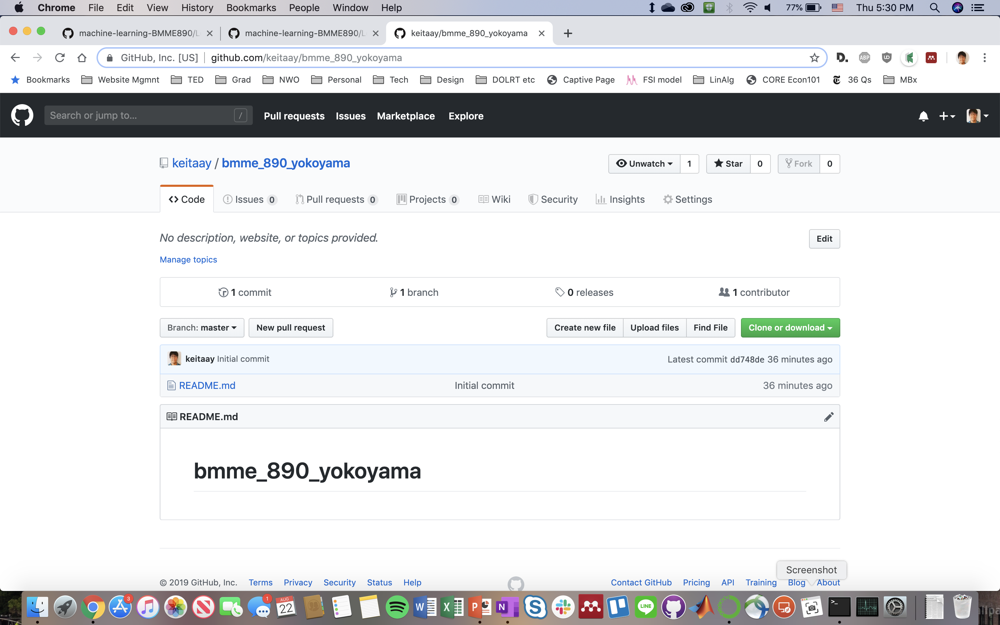 Chrome File Edit View History Bookmarks People Window Help 77% Thu 5:30 PM
machine-learning-BMME890/L machine-learning-BMME890/L keitaay/bmme_890_yokoyama
GitHub, Inc. [US] github.com/keitaay/bmme_890_yokoyama D. ABP
Bookmarks Website Mgmnt TED Grad NWO Personal Tech Design DOLRT etc Captive Page FSI model LinAlg CORE Econ101 36 Qs MBx
Search or jump to... / Pull requests Issues Marketplace Explore
keitaay / bmme_890_yokoyama Unwatch 1 Star 0 Fork 0
Code Issues 0 Pull requests 0 Projects 0 Wiki Security Insights Settings
No description, website, or topics provided. Edit
Manage topics
1 commit 1 branch 0 releases 1 contributor
Branch: master New pull request Create new file Upload files Find File Clone or download
keitaay Initial commit Latest commit dd748de 36 minutes ago
README.md Initial commit 36 minutes ago
README.md
bmme_890_yokoyama
Screenshot
© 2019 GitHub, Inc. Terms Privacy Security Status Help Contact GitHub Pricing API Training Blog About
3 1 AUG 22 W X P N S LINE >_